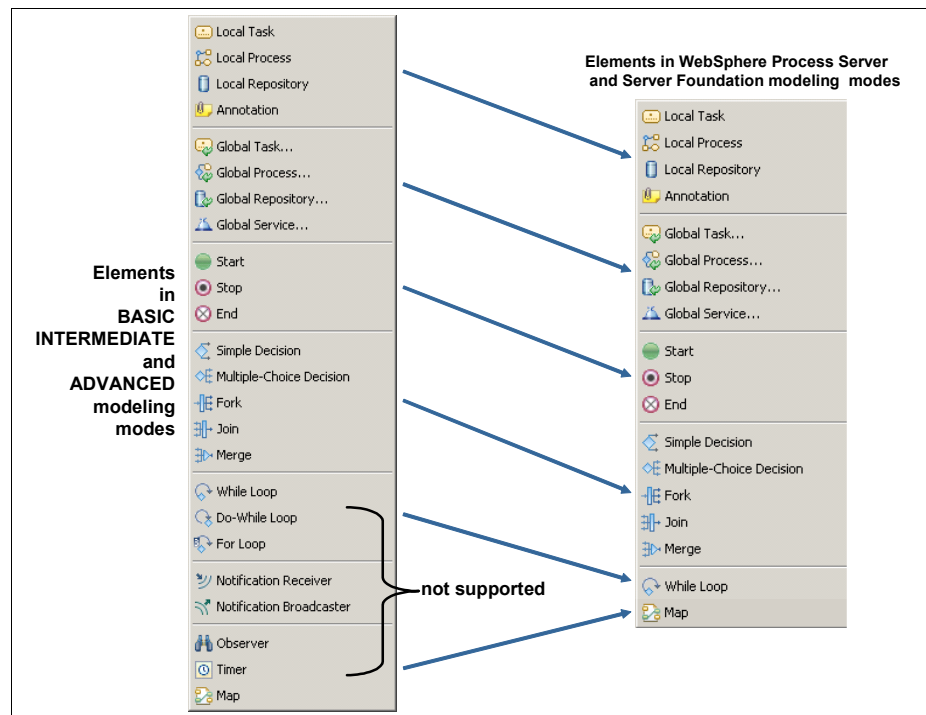 Elements
in
BASIC
INTERMEDIATE
and
ADVANCED
modeling
modes
Local Task
Local Process
Local Repository
Annotation
Global Task...
Global Process...
Global Repository...
Global Service...
Start
Stop
End
Simple Decision
Multiple-Choice Decision
Fork
Join
Merge
While Loop
Do-While Loop
For Loop
Notification Receiver
Notification Broadcaster
Observer
Timer
Map
not supported
Elements in WebSphere Process Server
and Server Foundation modeling modes
Local Task
Local Process
Local Repository
Annotation
Global Task...
Global Process...
Global Repository...
Global Service...
Start
Stop
End
Simple Decision
Multiple-Choice Decision
Fork
Join
Merge
While Loop
Map